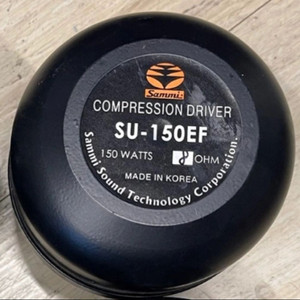 Sammi
COMPRESSION DRIVER
SU-150EF
150 WATTS OHM
MADE IN KOREA
Sammi Sound Technology Corporation.